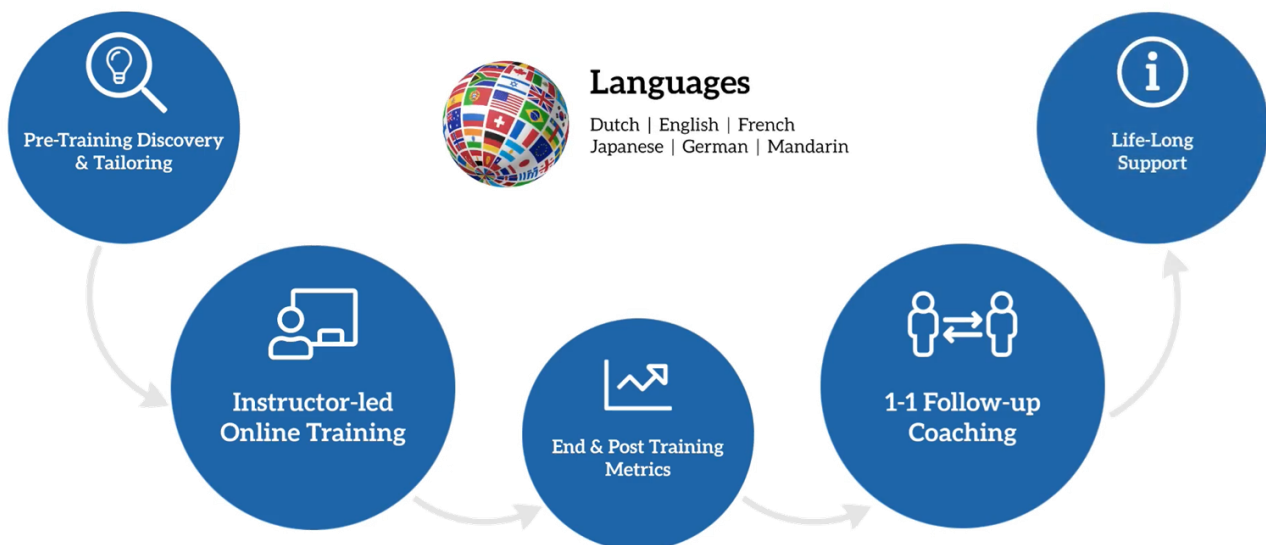 Pre-Training Discovery
& Tailoring
Languages
Dutch | English | French
Japanese | German | Mandarin
Life-Long
Support
Instructor-led
Online Training
End & Post Training
Metrics
1-1 Follow-up
Coaching